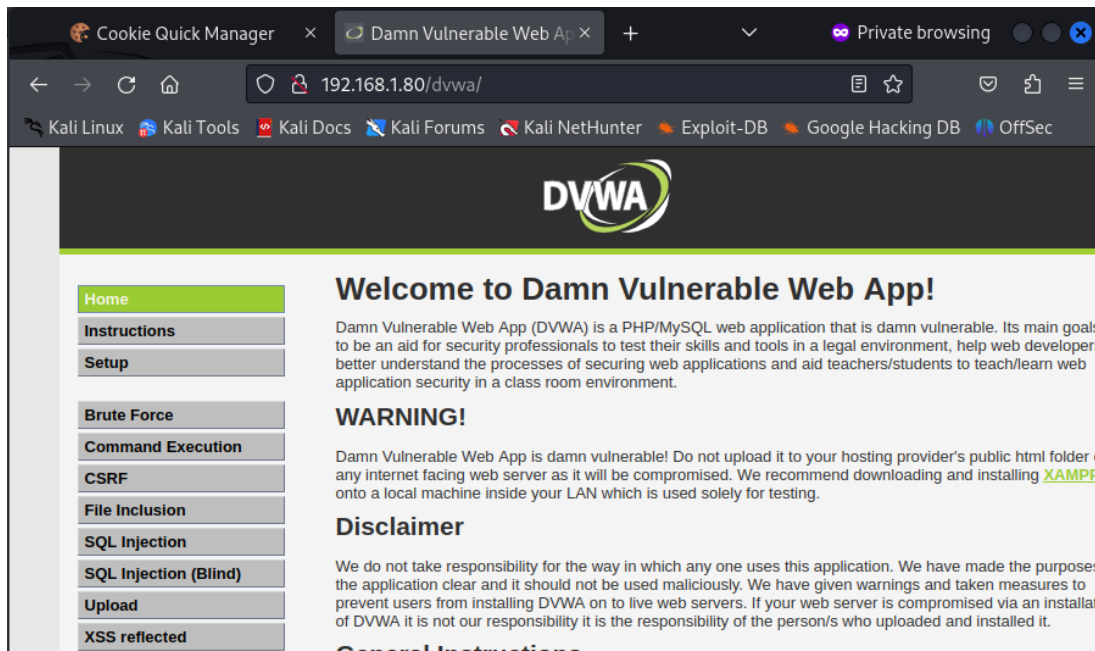 Cookie Quick Manager
Damn Vulnerable Web Ap
Private browsing
192.168.1.80/dvwa/
Kali Linux Kali Tools Kali Docs Kali Forums Kali NetHunter Exploit-DB Google Hacking DB OffSec
DVWA
Home
Instructions
Setup
Brute Force
Command Execution
CSRF
File Inclusion
SQL Injection
SQL Injection (Blind)
Upload
XSS reflected
Welcome to Damn Vulnerable Web App!
Damn Vulnerable Web App (DVWA) is a PHP/MySQL web application that is damn vulnerable. Its main goals
to be an aid for security professionals to test their skills and tools in a legal environment, help web developers
better understand the processes of securing web applications and aid teachers/students to teach/learn web
application security in a class room environment.
WARNING!
Damn Vulnerable Web App is damn vulnerable! Do not upload it to your hosting provider's public html folder
any internet facing web server as it will be compromised. We recommend downloading and installing XAMPP
onto a local machine inside your LAN which is used solely for testing.
Disclaimer
We do not take responsibility for the way in which any one uses this application. We have made the purposes
the application clear and it should not be used maliciously. We have given warnings and taken measures to
prevent users from installing DVWA on to live web servers. If your web server is compromised via an installat
of DVWA it is not our responsibility it is the responsibility of the person/s who uploaded and installed it.
General Instructions